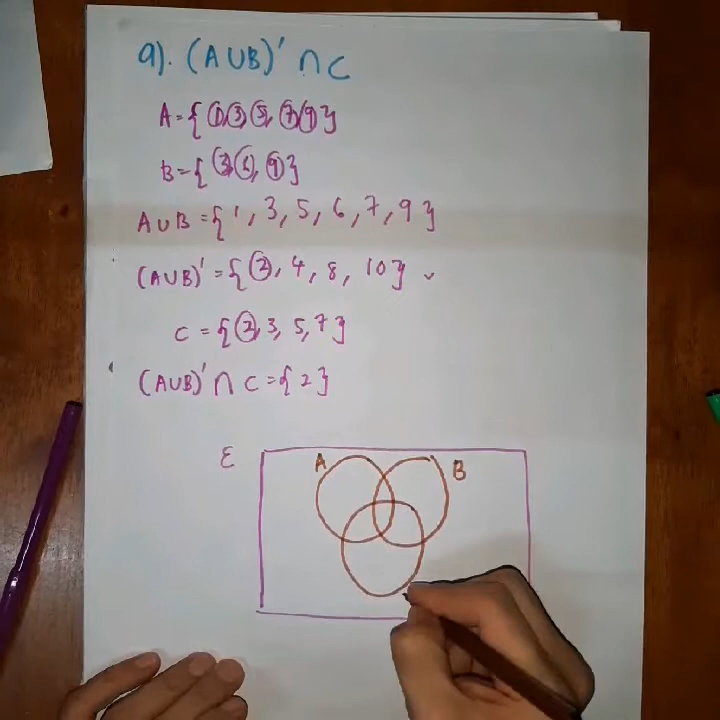 a). (A∪B)' ∩ C
A = { 1, 3, 5, 7, 9 }
B = { 3, 6, 9 }
A∪B = { 1, 3, 5, 6, 7, 9 }
(A∪B)' = { 2, 4, 8, 10 }
C = { 2, 3, 5, 7 }
(A∪B)' ∩ C = { 2 }
ℰ
A B